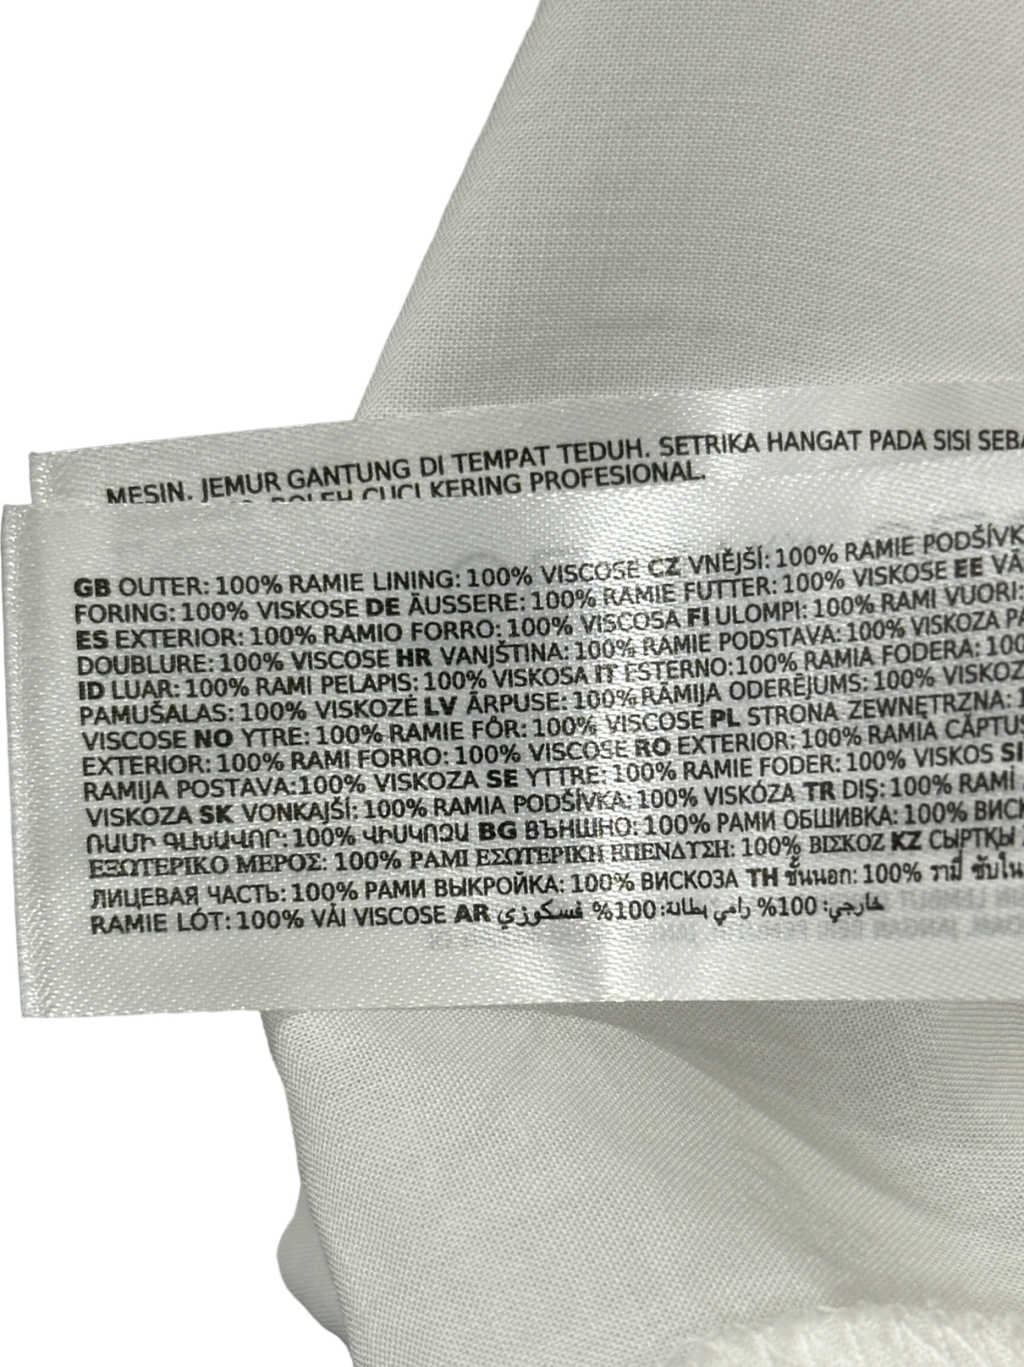 MESIN. JEMUR GANTUNG DI TEMPAT TEDUH. SETRIKA HANGAT PADA SISI SEBA
BOLEH CUCI KERING PROFESIONAL.
GB OUTER: 100% RAMIE LINING: 100% VISCOSE CZ VNĚJŠÍ: 100% RAMIE PODŠÍVK
FORING: 100% VISKOSE DE ÄUSSERE: 100% RAMIE FUTTER: 100% VISKOSE EE VÄ
ES EXTERIOR: 100% RAMIO FORRO: 100% VISCOSA FI ULOMPI: 100% RAMI VUORI:
DOUBLURE: 100% VISCOSE HR VANJŠTINA: 100% RAMIE PODSTAVA: 100% VISKOZA PA
ID LUAR: 100% RAMI PELAPIS: 100% VISKOSA IT ESTERNO: 100% RAMIA FODERA: 100
PAMUŠALAS: 100% VISKOZĖ LV ĀRPUSE: 100% RĀMIJA ODERĒJUMS: 100% VISKOZ
VISCOSE NO YTRE: 100% RAMIE FÔR: 100% VISCOSE PL STRONA ZEWNĘTRZNA: 1
EXTERIOR: 100% RAMI FORRO: 100% VISCOSE RO EXTERIOR: 100% RAMIA CĂPTUȘ
RAMIJA POSTAVA:100% VISKOZA SE YTTRE: 100% RAMIE FODER: 100% VISKOS SI
VISKOZA SK VONKAJŠÍ: 100% RAMIA PODŠÍVKA: 100% VISKÓZA TR DIŞ: 100% RAMİ
ՌԱՄԻ ԳԼԽԱՎՈՐ: 100% ՎԻՍԿՈԶԱ BG ВЪНШНО: 100% РАМИ ОБШИВКА: 100% ВИСК
ΕΞΩΤΕΡΙΚΟ ΜΕΡΟΣ: 100% ΡΑΜΙ ΕΣΩΤΕΡΙΚΗ ΕΠΕΝΔΥΣΗ: 100% ΒΙΣΚΟΖ KZ СЫРТҚЫ
ЛИЦЕВАЯ ЧАСТЬ: 100% РАМИ ВЫКРОЙКА: 100% ВИСКОЗА TH ชั้นนอก: 100% รามี่ ซับใน
RAMIE LÓT: 100% VẢI VISCOSE AR خارجي: 100% رامي بطانة: 100% فسكوزي